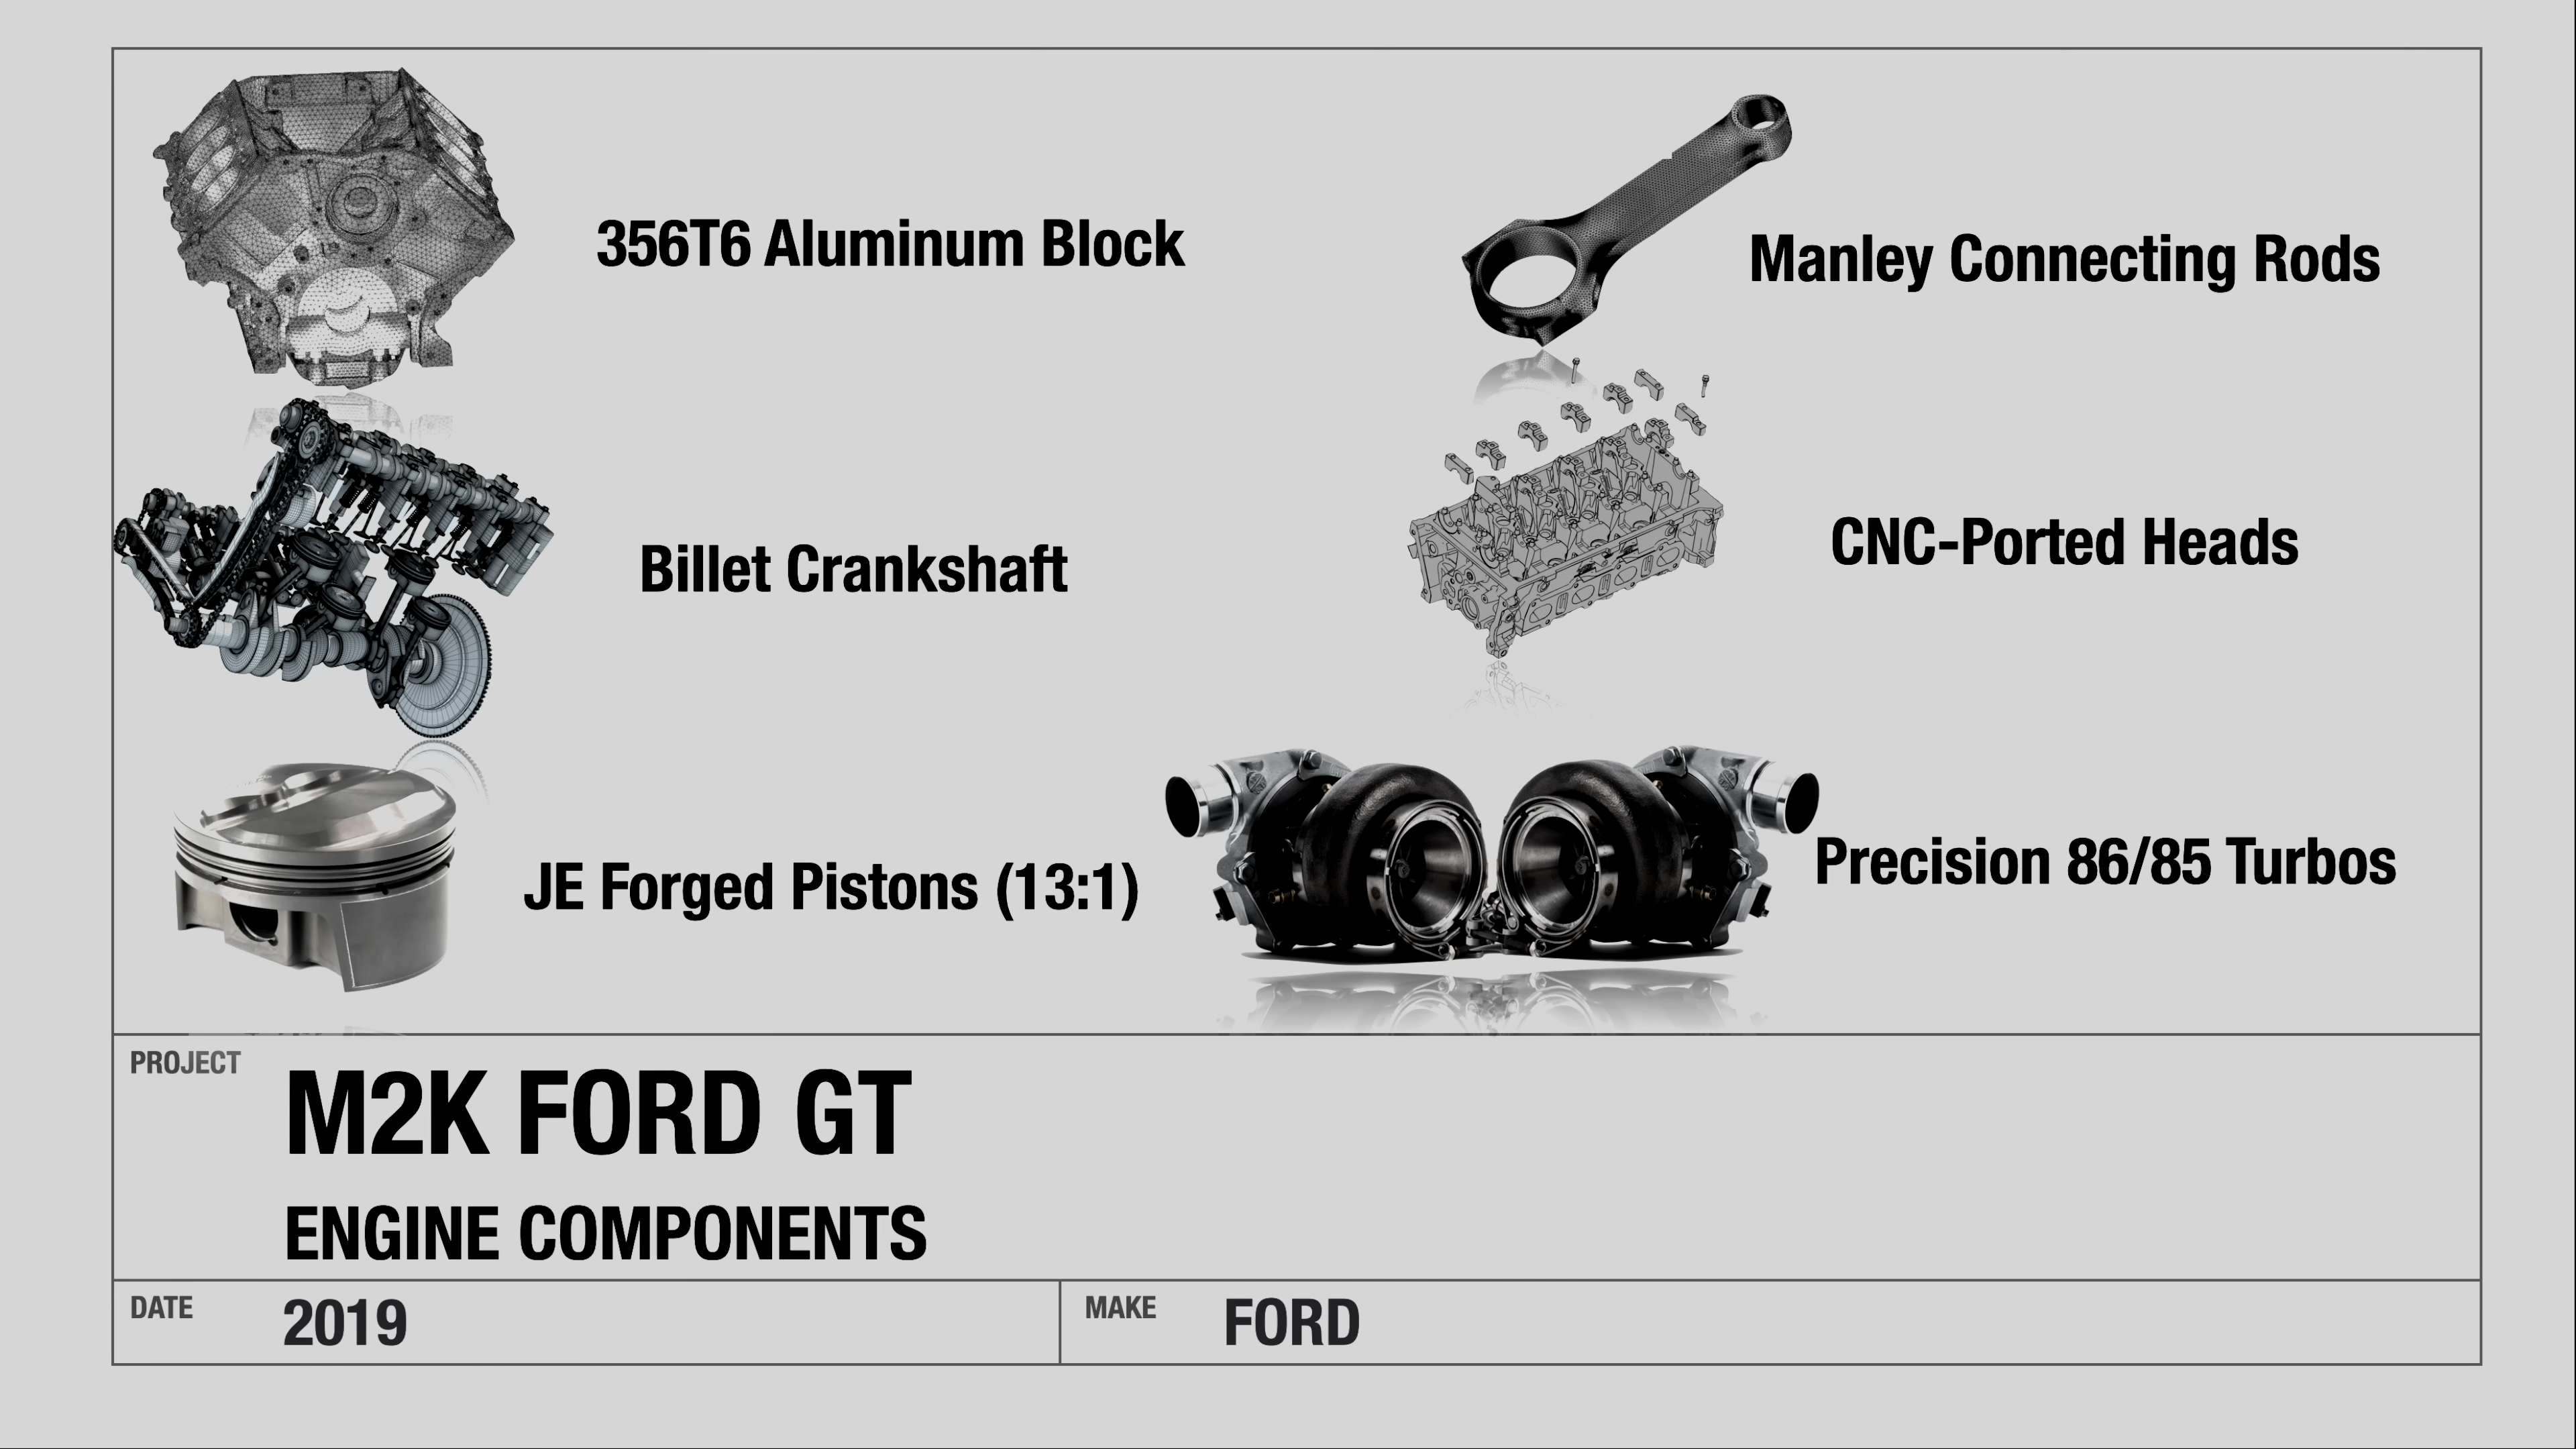 356T6 Aluminum Block
Manley Connecting Rods
Billet Crankshaft
CNC-Ported Heads
JE Forged Pistons (13:1)
Precision 86/85 Turbos
PROJECT
M2K FORD GT
ENGINE COMPONENTS
DATE
2019
MAKE
FORD